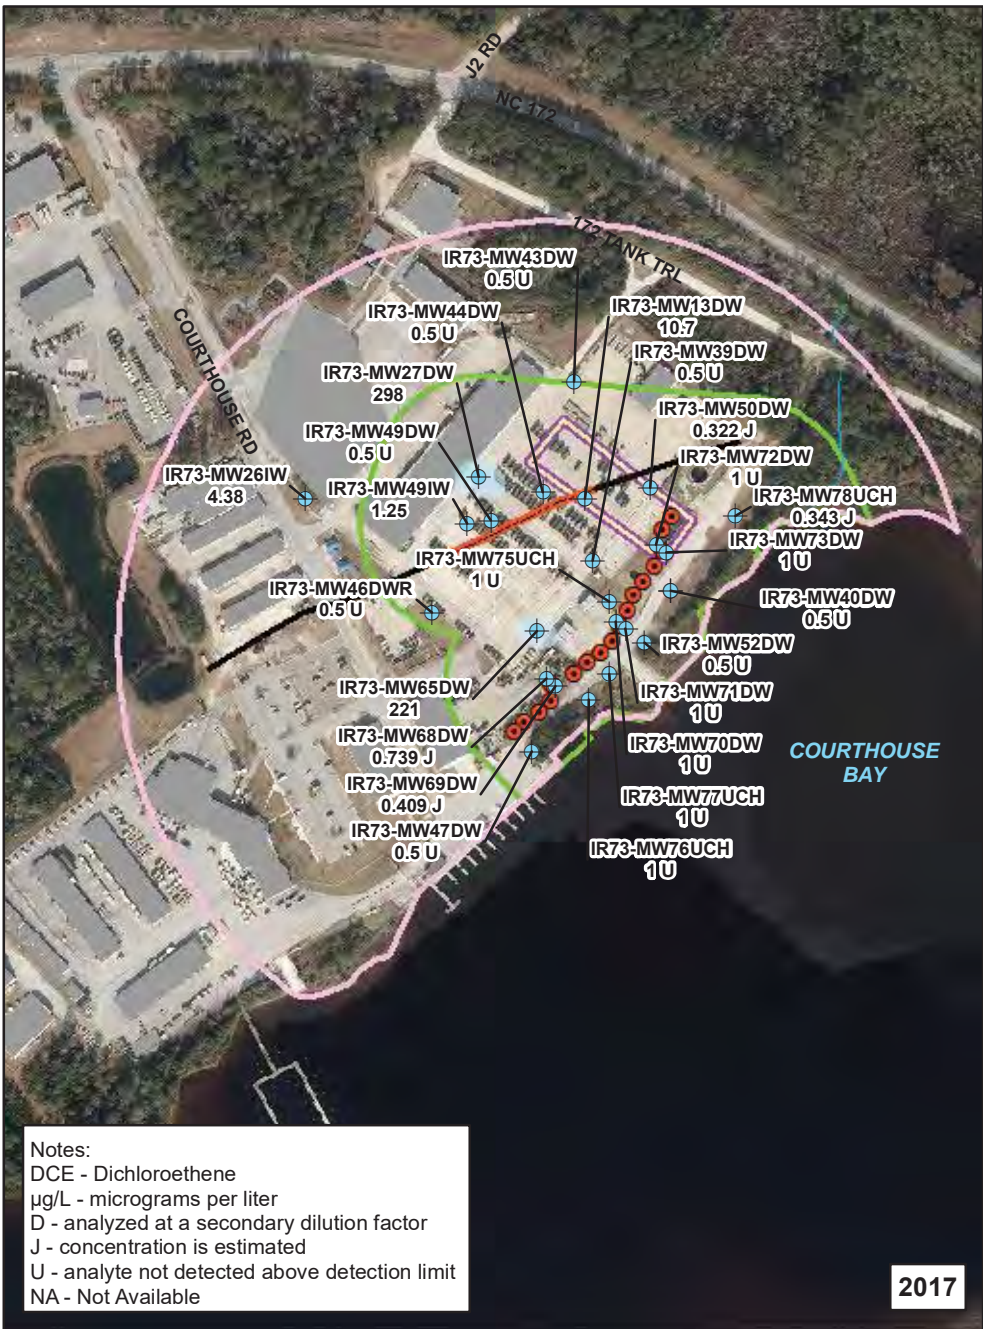 J2 RD
NC 172
172 TANK TRL
COURTHOUSE RD
IR73-MW43DW
0.5 U
IR73-MW44DW
0.5 U
IR73-MW13DW
10.7
IR73-MW39DW
0.5 U
IR73-MW27DW
298
IR73-MW50DW
0.322 J
IR73-MW49DW
0.5 U
IR73-MW72DW
1 U
IR73-MW26IW
4.38
IR73-MW49IW
1.25
IR73-MW78UCH
0.343 J
IR73-MW73DW
1 U
IR73-MW75UCH
1 U
IR73-MW46DWR
0.5 U
IR73-MW40DW
0.5 U
IR73-MW52DW
0.5 U
IR73-MW65DW
221
IR73-MW71DW
1 U
IR73-MW68DW
0.739 J
IR73-MW70DW
1 U
COURTHOUSE
BAY
IR73-MW69DW
0.409 J
IR73-MW77UCH
1 U
IR73-MW47DW
0.5 U
IR73-MW76UCH
1 U
Notes:
DCE - Dichloroethene
µg/L - micrograms per liter
D - analyzed at a secondary dilution factor
J - concentration is estimated
U - analyte not detected above detection limit
NA - Not Available
2017